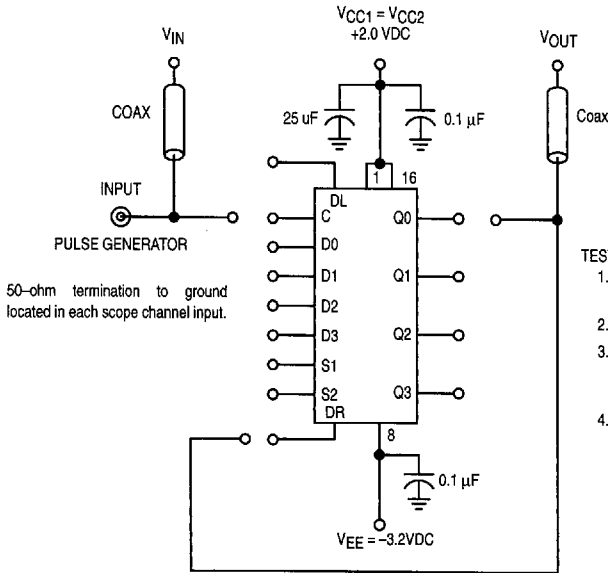 VCC1 = VCC2
+2.0 VDC
VIN
VOUT
COAX
25 uF
0.1 μF
Coax
1
16
DL
INPUT
C
Q0
PULSE GENERATOR
D0
D1
Q1
50–ohm termination to ground
located in each scope channel input.
D2
D3
Q2
S1
S2
Q3
DR
8
0.1 μF
VEE = –3.2VDC
TES
1.
2.
3.
4.